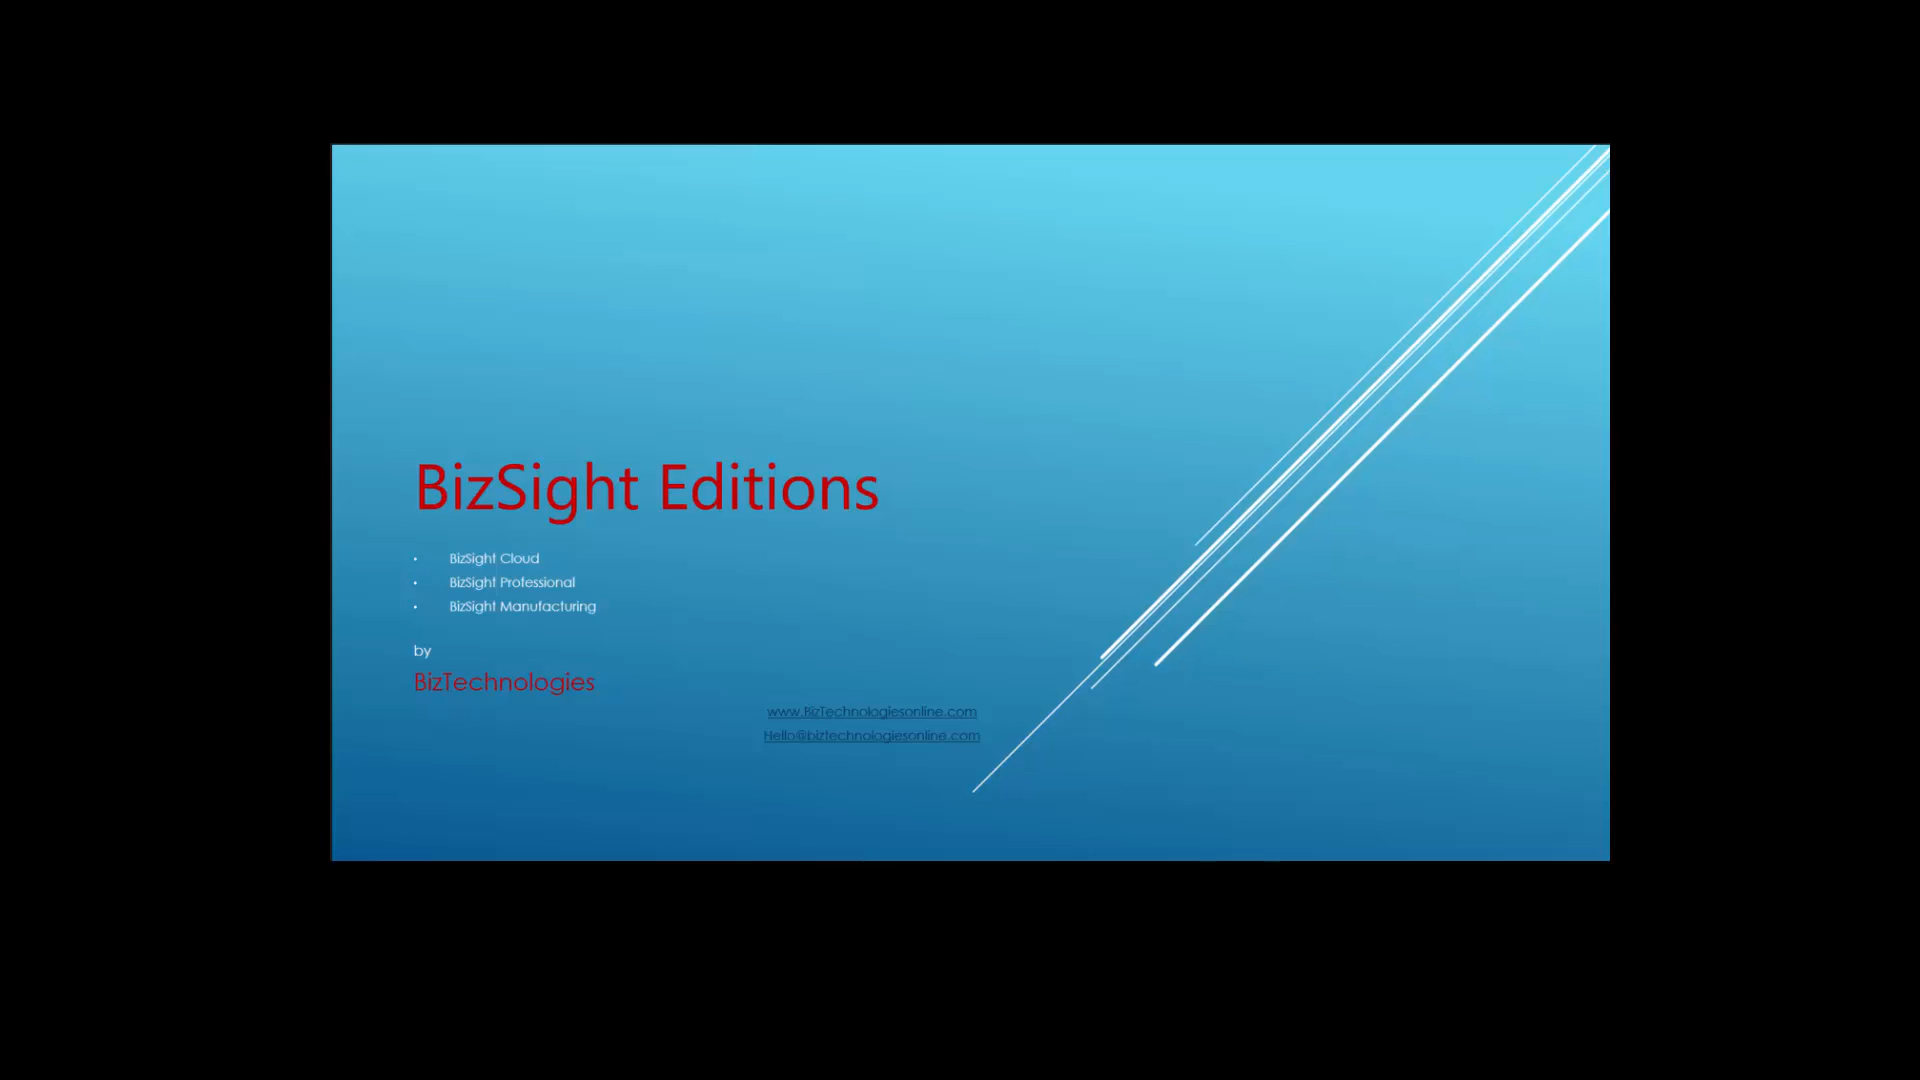 BizSight Editions
• BizSight Cloud
• BizSight Professional
• BizSight Manufacturing
by
BizTechnologies
www.BizTechnologiesonline.com
Hello@biztechnologiesonline.com